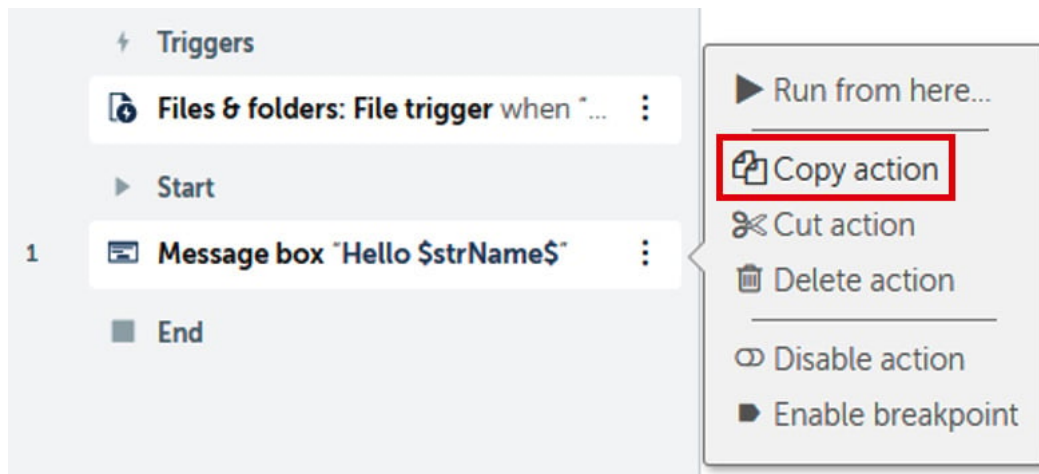 Triggers
Files & folders: File trigger when "...
Start
1 Message box "Hello $strName$"
End
Run from here...
Copy action
Cut action
Delete action
Disable action
Enable breakpoint